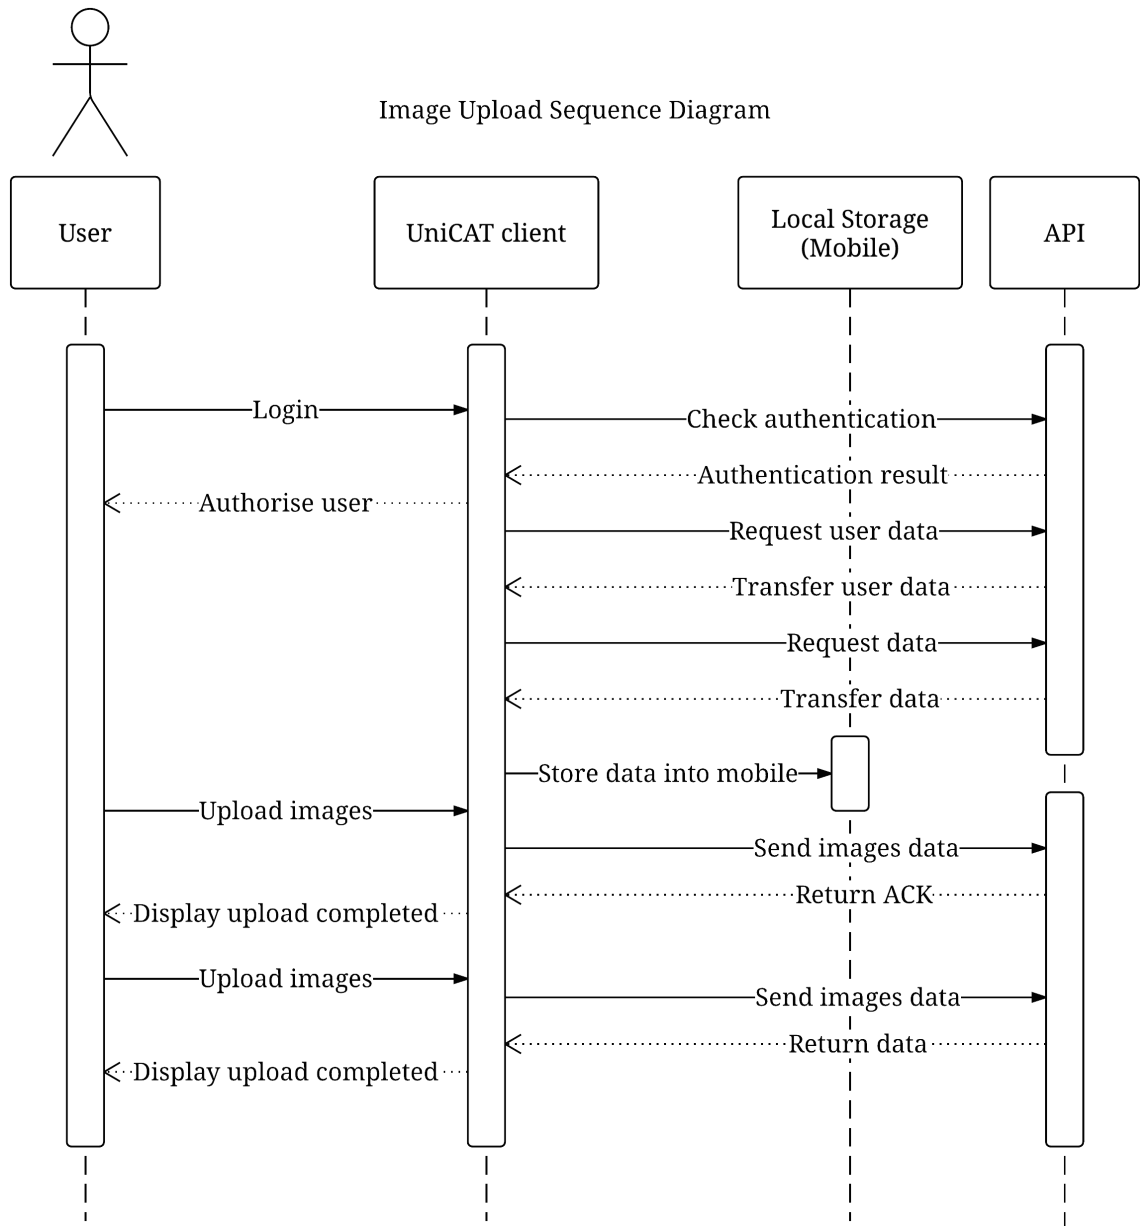 Image Upload Sequence Diagram
User
UniCAT client
Local Storage
(Mobile)
API
Login
Check authentication
Authentication result
Authorise user
Request user data
Transfer user data
Request data
Transfer data
Store data into mobile
Upload images
Send images data
Return ACK
Display upload completed
Upload images
Send images data
Return data
Display upload completed